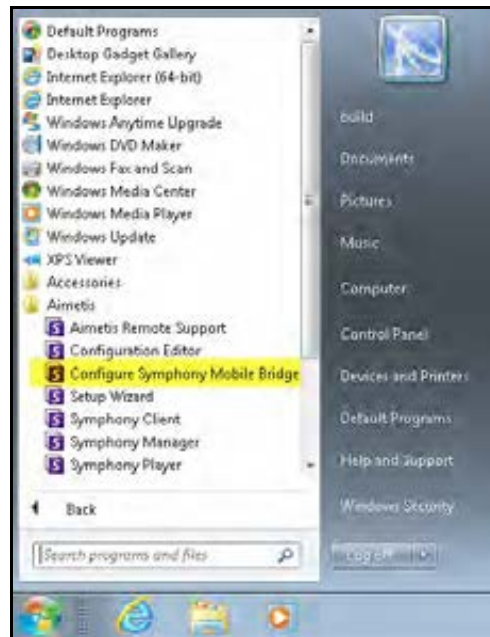 Default Programs
Desktop Gadget Gallery
Internet Explorer (64-bit)
Internet Explorer
Windows Anytime Upgrade
Windows DVD Maker
Windows Fax and Scan
Windows Media Center
Windows Media Player
Windows Update
XPS Viewer
Accessories
Aimetis
Aimetis Remote Support
Configuration Editor
Configure Symphony Mobile Bridge
Setup Wizard
Symphony Client
Symphony Manager
Symphony Player
Back
Search programs and files
build
Documents
Pictures
Music
Computer
Control Panel
Devices and Printers
Default Programs
Help and Support
Windows Security
Log off